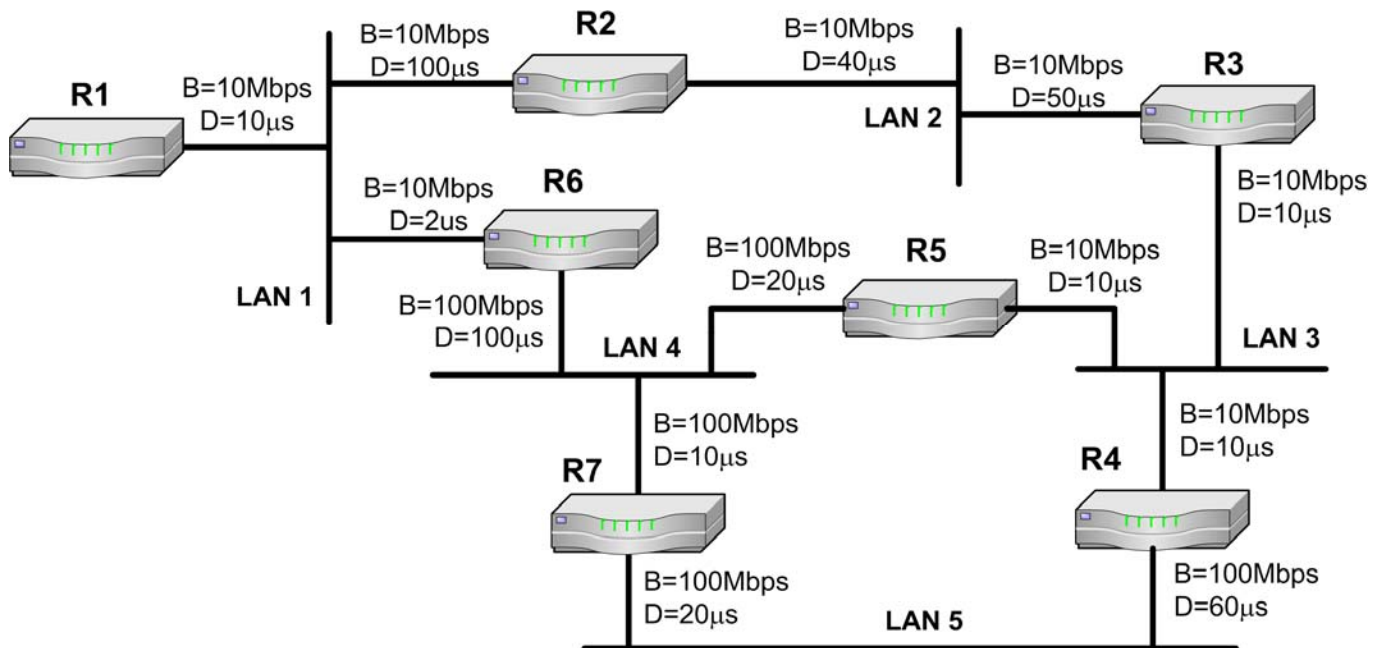 R1
B=10Mbps
D=10μs
B=10Mbps
D=100μs
R2
B=10Mbps
D=40μs
LAN 2
B=10Mbps
D=50μs
R3
B=10Mbps
D=10μs
B=10Mbps
D=2us
R6
LAN 1
B=100Mbps
D=100μs
LAN 4
B=100Mbps
D=20μs
R5
B=10Mbps
D=10μs
LAN 3
B=100Mbps
D=10μs
R7
B=10Mbps
D=10μs
R4
B=100Mbps
D=20μs
LAN 5
B=100Mbps
D=60μs